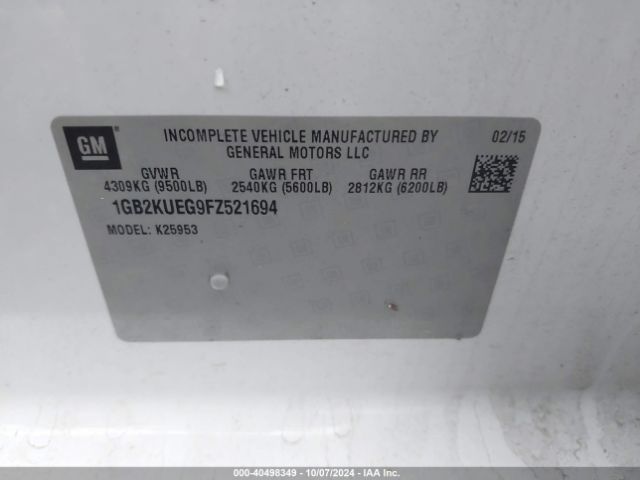 GM
INCOMPLETE VEHICLE MANUFACTURED BY
GENERAL MOTORS LLC
02/15
GVWR GAWR FRT GAWR RR
4309KG (9500LB) 2540KG (5600LB) 2812KG (6200LB)
1GB2KUEG9FZ521694
MODEL: K25953
000-40498349 - 10/07/2024 - IAA Inc.